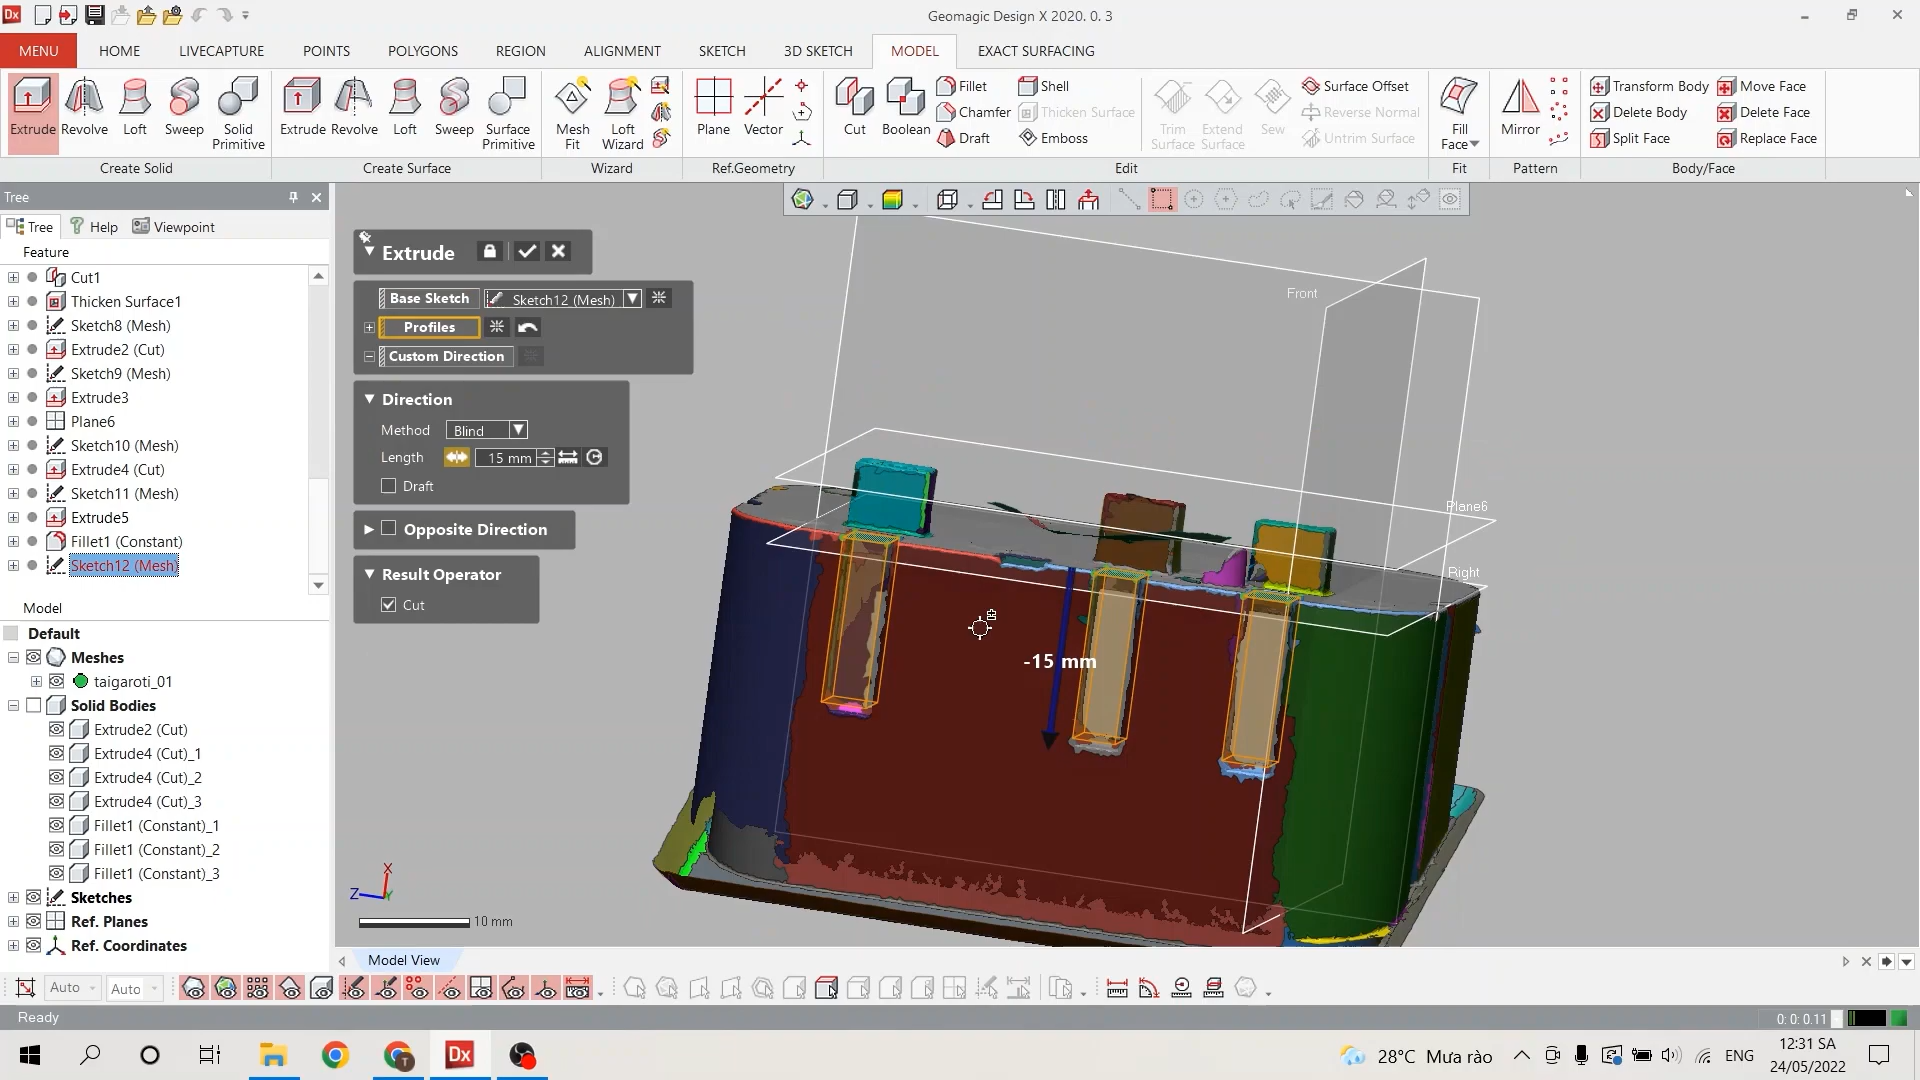 Geomagic Design X 2020. 0. 3
MENU HOME LIVECAPTURE POINTS POLYGONS REGION ALIGNMENT SKETCH 3D SKETCH MODEL EXACT SURFACING
Extrude Revolve Loft Sweep Solid Primitive
Create Solid
Extrude Revolve Loft Sweep Surface Primitive
Create Surface
Mesh Fit Loft Wizard
Wizard
Plane Vector
Ref.Geometry
Cut Boolean Fillet Chamfer Draft Shell Thicken Surface Emboss
Trim Surface Extend Surface Sew Surface Offset Reverse Normal Untrim Surface
Edit
Fill Face
Fit
Mirror
Pattern
Transform Body Delete Body Split Face Move Face Delete Face Replace Face
Body/Face
Tree
Tree Help Viewpoint
Feature
Cut1
Thicken Surface1
Sketch8 (Mesh)
Extrude2 (Cut)
Sketch9 (Mesh)
Extrude3
Plane6
Sketch10 (Mesh)
Extrude4 (Cut)
Sketch11 (Mesh)
Extrude5
Fillet1 (Constant)
Sketch12 (Mesh)
Model
Default
Meshes
taigaroti_01
Solid Bodies
Extrude2 (Cut)
Extrude4 (Cut)_1
Extrude4 (Cut)_2
Extrude4 (Cut)_3
Fillet1 (Constant)_1
Fillet1 (Constant)_2
Fillet1 (Constant)_3
Sketches
Ref. Planes
Ref. Coordinates
Extrude
Base Sketch Sketch12 (Mesh)
Profiles
Custom Direction
Direction
Method Blind
Length 15 mm
Draft
Opposite Direction
Result Operator
Cut
Front
Plane6
Right
-15 mm
X
Z
Y
10 mm
Model View
Auto Auto
Ready
0: 0: 0.11
Dx
28°C Mưa rào
ENG
12:31 SA
24/05/2022